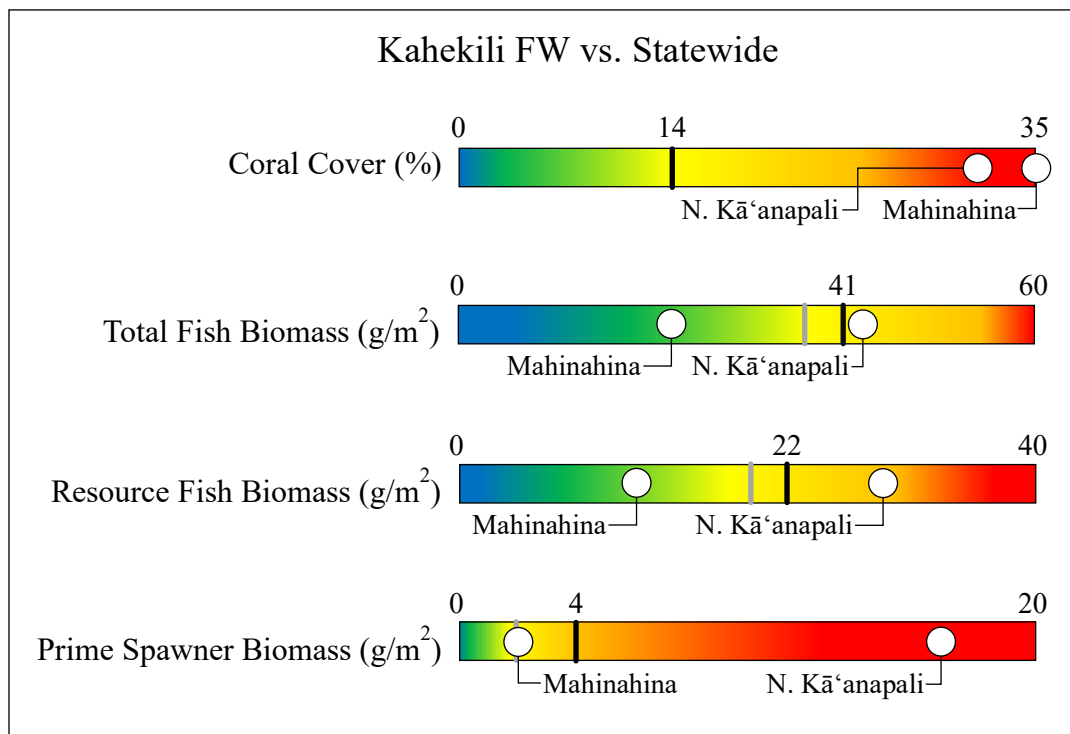 Kahekili FW vs. Statewide
0 14 35
Coral Cover (%)
N. Kāʻanapali Mahinahina
0 41 60
Total Fish Biomass (g/m²)
Mahinahina N. Kāʻanapali
0 22 40
Resource Fish Biomass (g/m²)
Mahinahina N. Kāʻanapali
0 4 20
Prime Spawner Biomass (g/m²)
Mahinahina N. Kāʻanapali